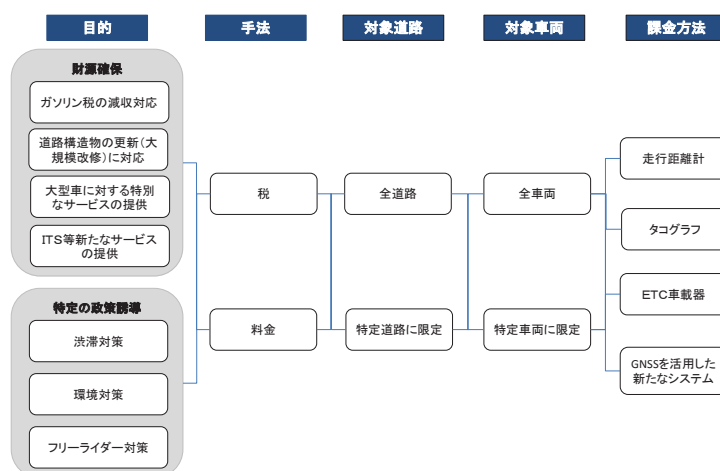 目的
手法
対象道路
対象車両
課金方法
財源確保
ガソリン税の減収対応
道路構造物の更新(大
規模改修)に対応
大型車に対する特別
なサービスの提供
ITS等新たなサービス
の提供
特定の政策誘導
渋滞対策
環境対策
フリーライダー対策
税
料金
全道路
特定道路に限定
全車両
特定車両に限定
走行距離計
タコグラフ
ETC車載器
GNSSを活用した
新たなシステム